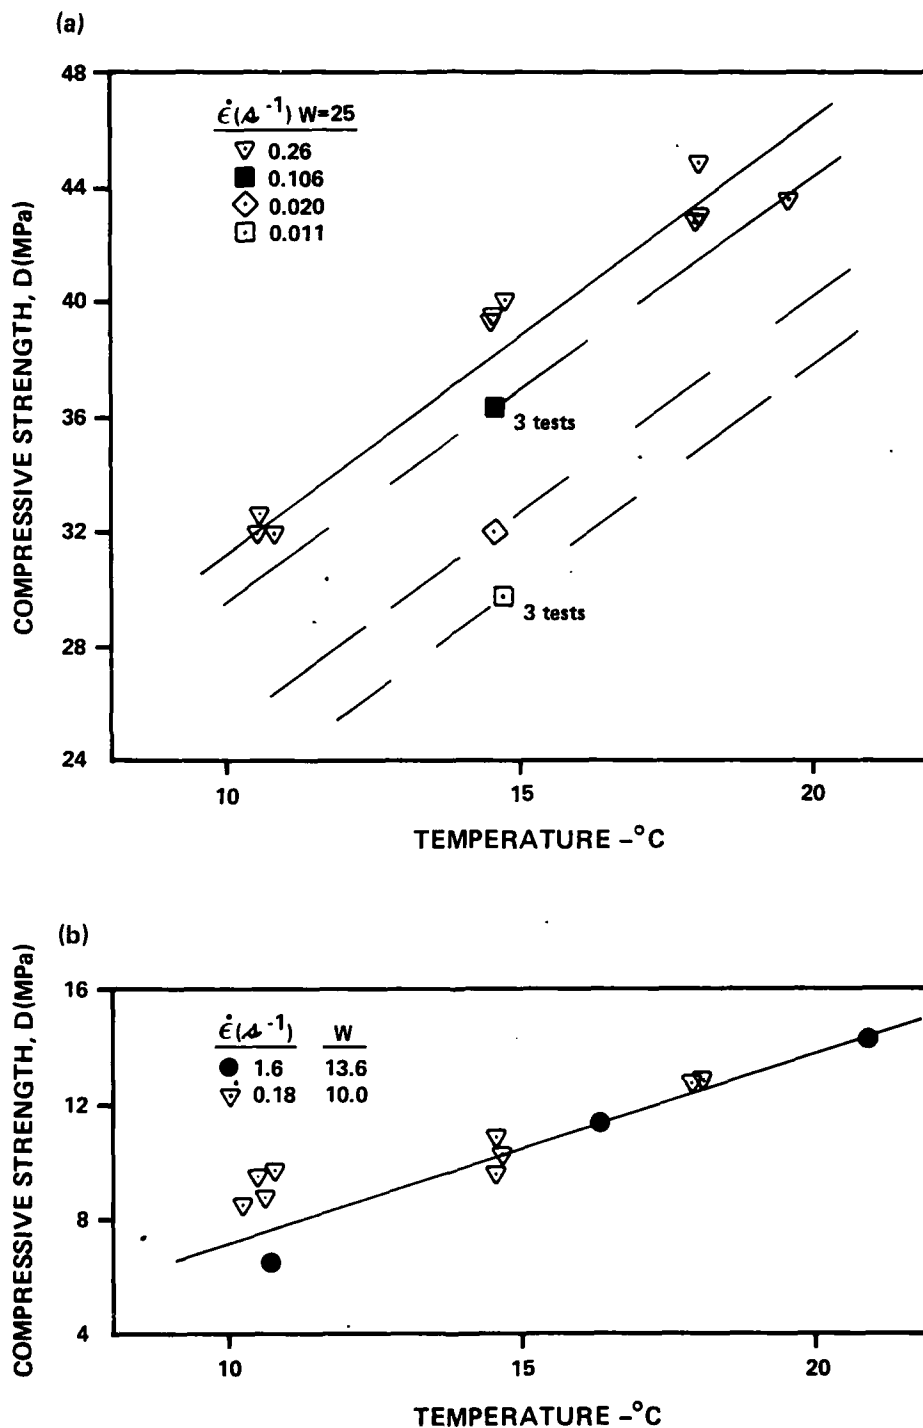 (a)
COMPRESSIVE STRENGTH, D(MPa)
48
44
40
36
32
28
24
ε̇(s⁻¹) W=25
0.26
0.106
0.020
0.011
3 tests
3 tests
10 15 20
TEMPERATURE –°C
(b)
COMPRESSIVE STRENGTH, D(MPa)
16
12
8
4
ε̇(s⁻¹) W
1.6 13.6
0.18 10.0
10 15 20
TEMPERATURE –°C